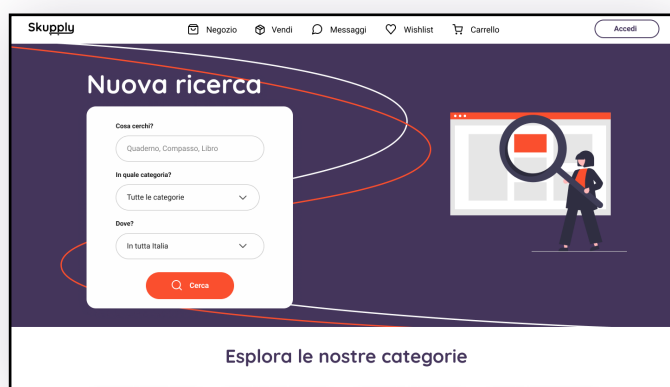 Skupply
Negozio
Vendi
Messaggi
Wishlist
Carrello
Accedi
Nuova ricerca
Cosa cerchi?
Quaderno, Compasso, Libro
In quale categoria?
Tutte le categorie
Dove?
In tutta Italia
Cerca
Esplora le nostre categorie